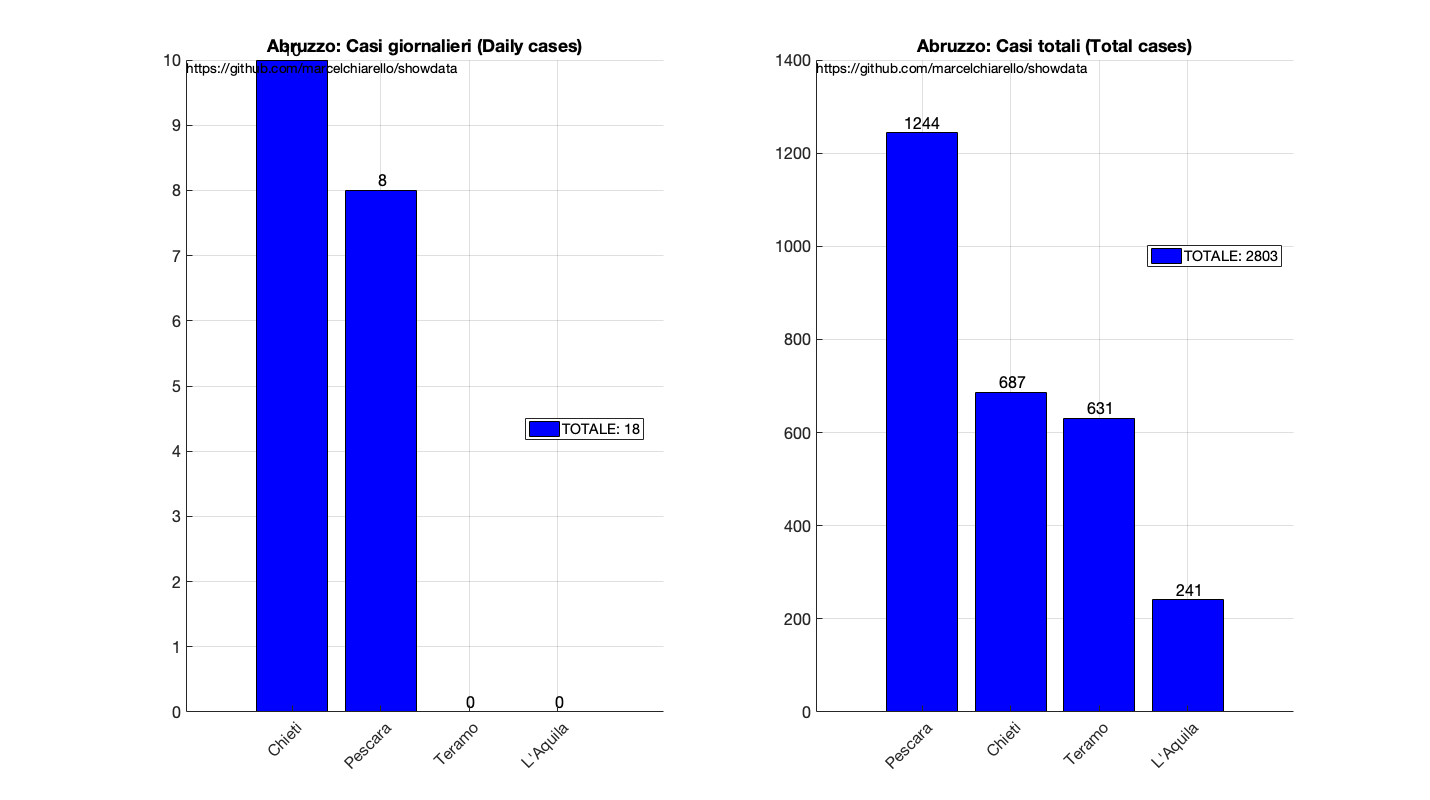 Abruzzo: Casi giornalieri (Daily cases)
10
https://github.com/marcelchiarello/showdata
10
9
8
7
6
5
4
3
2
1
0
8
0
0
TOTALE: 18
Chieti
Pescara
Teramo
L'Aquila
Abruzzo: Casi totali (Total cases)
https://github.com/marcelchiarello/showdata
1400
1200
1000
800
600
400
200
0
1244
687
631
241
TOTALE: 2803
Pescara
Chieti
Teramo
L'Aquila